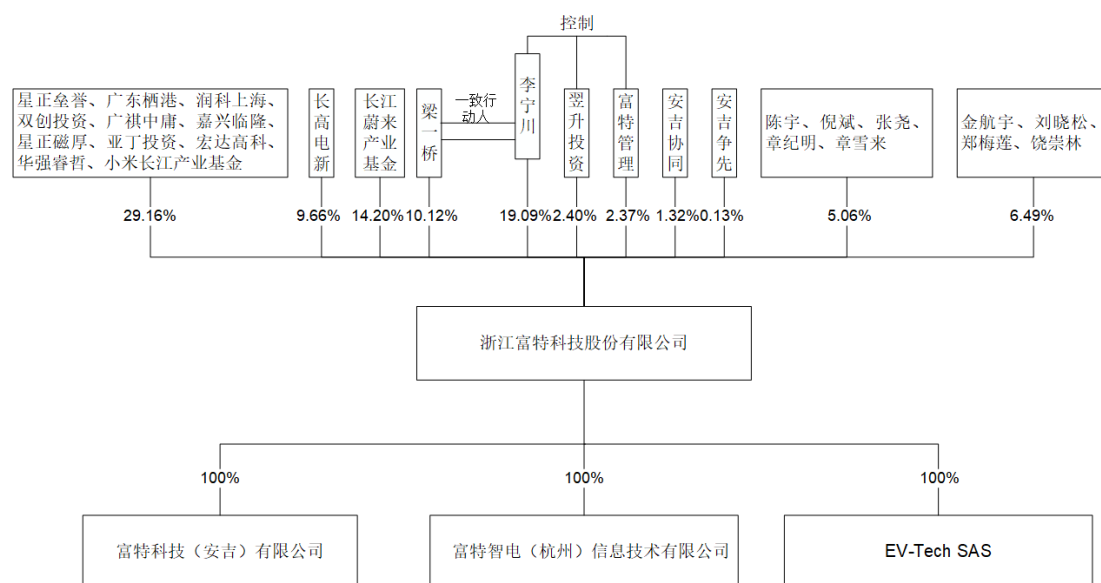 控制
星正垒誉、广东栖港、润科上海、
双创投资、广祺中庸、嘉兴临隆、
星正磁厚、亚丁投资、宏达高科、
华强睿哲、小米长江产业基金
长高电新
长江蔚来产业基金
梁一桥
一致行
动人
李宁川
翌升投资
富特管理
安吉协同
安吉争先
陈宇、倪斌、张尧、
章纪明、章雪来
金航宇、刘晓松、
郑梅莲、饶崇林
29.16%
9.66%
14.20%
10.12%
19.09%
2.40%
2.37%
1.32%
0.13%
5.06%
6.49%
浙江富特科技股份有限公司
100%
100%
100%
富特科技（安吉）有限公司
富特智电（杭州）信息技术有限公司
EV-Tech SAS